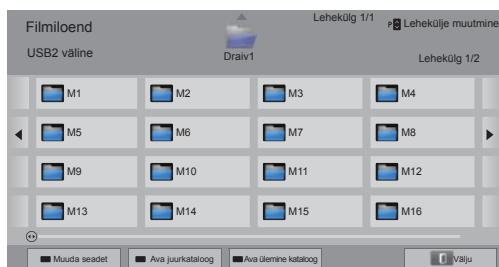 Filmiloend
Lehekülg 1/1
P Lehekülje muutmine
USB2 väline
Draiv1
Lehekülg 1/2
M1 M2 M3 M4
M5 M6 M7 M8
M9 M10 M11 M12
M13 M14 M15 M16
Muuda seadet Ava juurkataloog Ava ülemine kataloog Välju